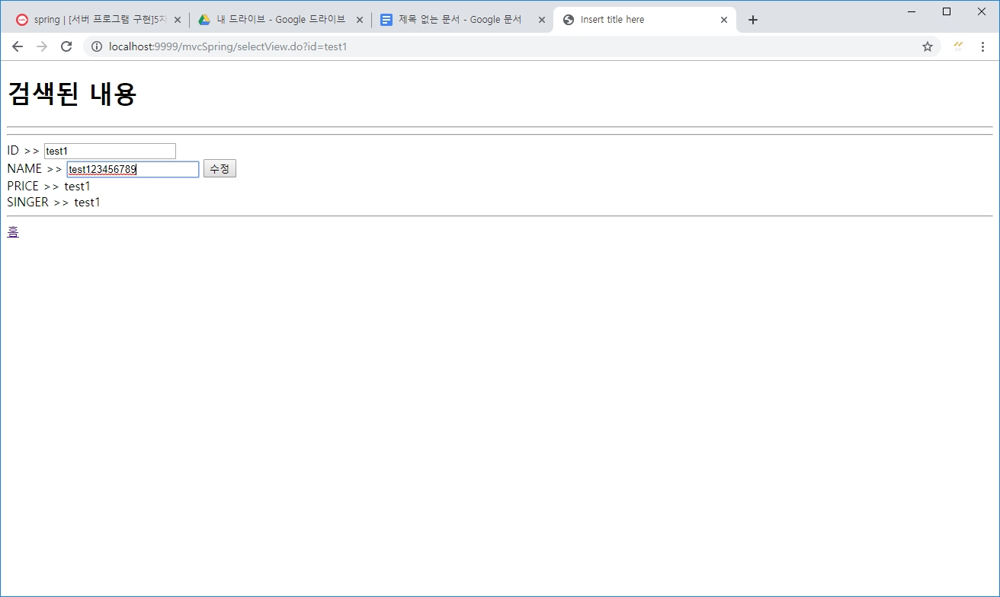 spring | [서버 프로그램 구현]5차
내 드라이브 - Google 드라이브
제목 없는 문서 - Google 문서
Insert title here
localhost:9999/mvcSpring/selectView.do?id=test1
검색된 내용
ID >> test1
NAME >> test123456789 수정
PRICE >> test1
SINGER >> test1
홈